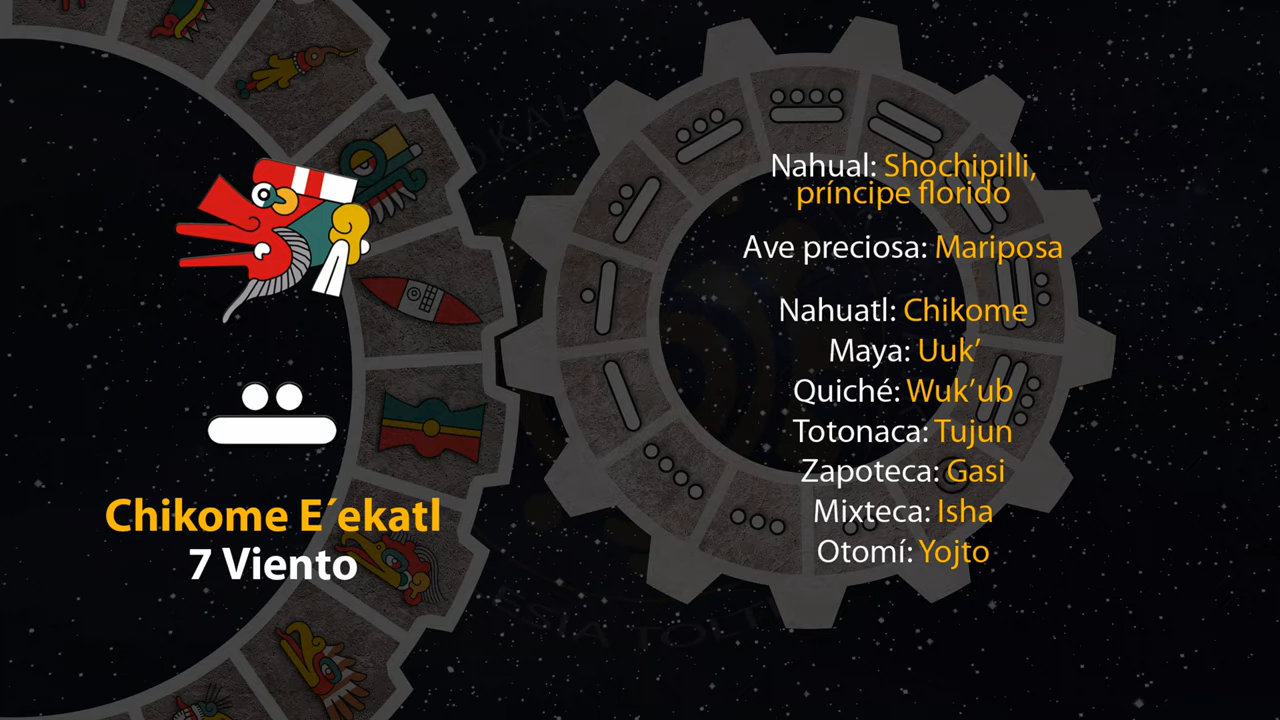 Chikome E´ekatl
7 Viento
Nahual: Shochipilli,
príncipe florido
Ave preciosa: Mariposa
Nahuatl: Chikome
Maya: Uuk’
Quiché: Wuk’ub
Totonaca: Tujun
Zapoteca: Gasi
Mixteca: Isha
Otomí: Yojto